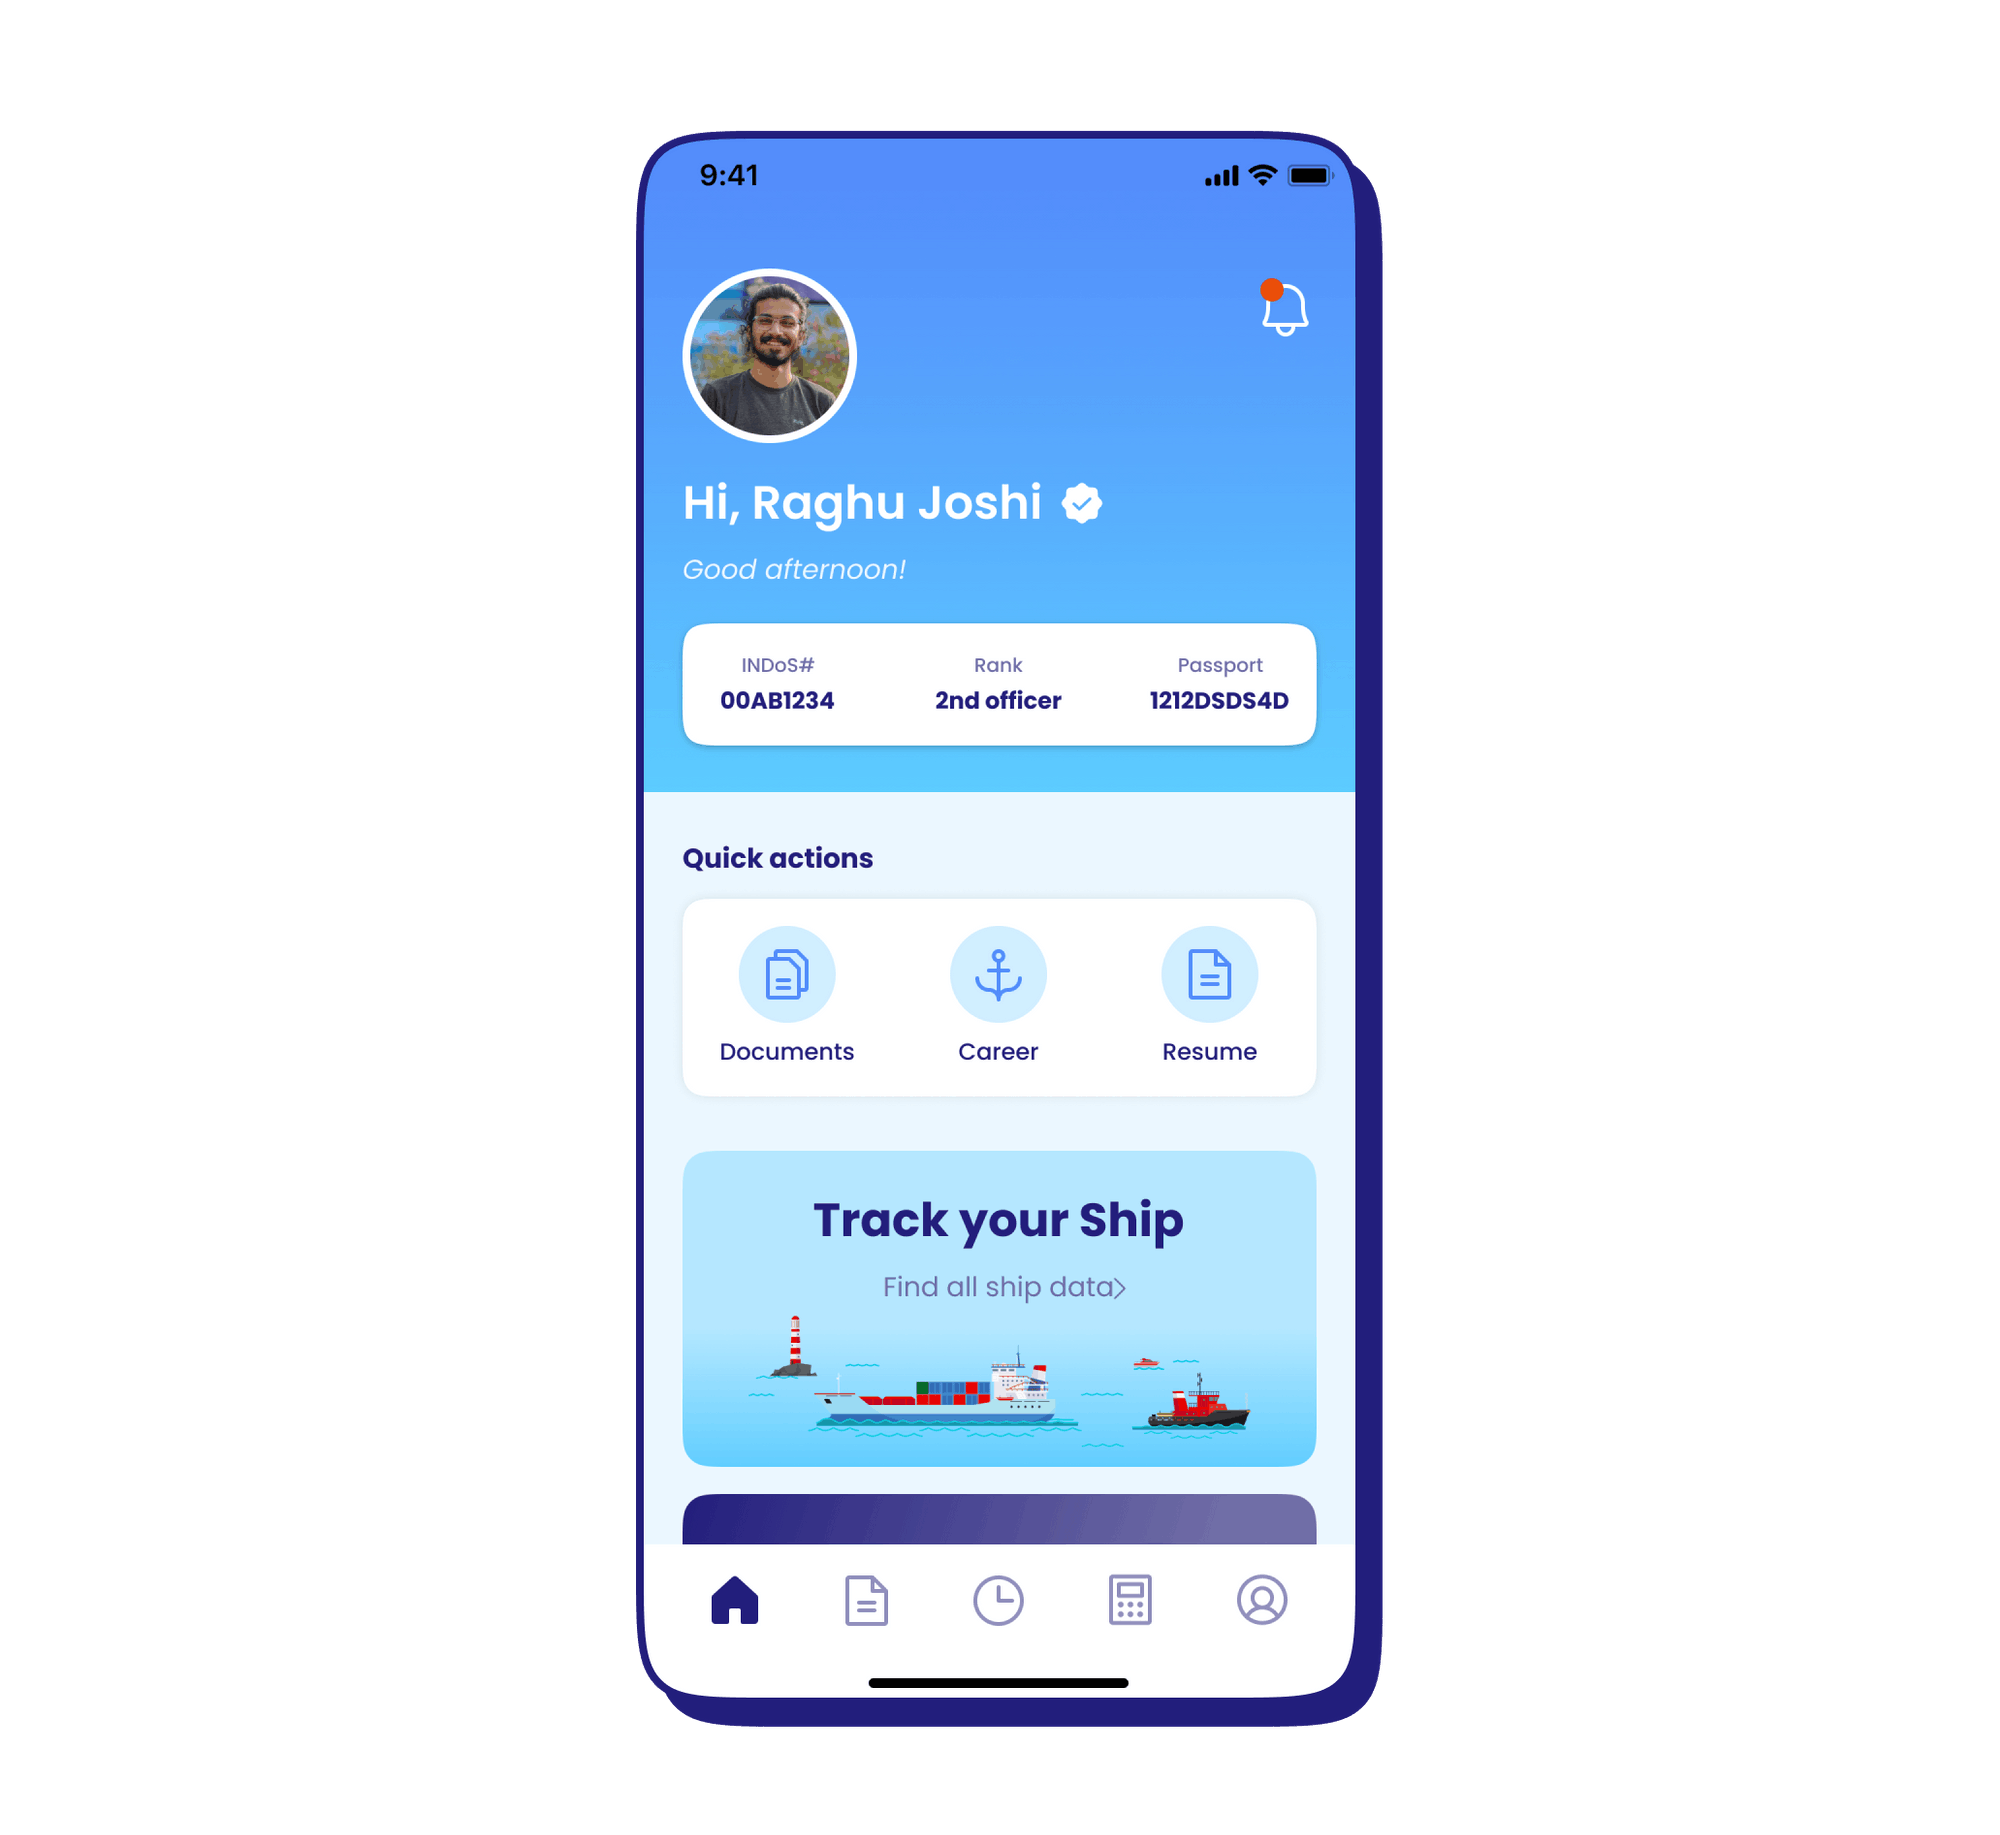 9:41
Hi, Raghu Joshi
Good afternoon!
INDoS# Rank Passport
00AB1234 2nd officer 1212DSDS4D
Quick actions
Documents Career Resume
Track your Ship
Find all ship data